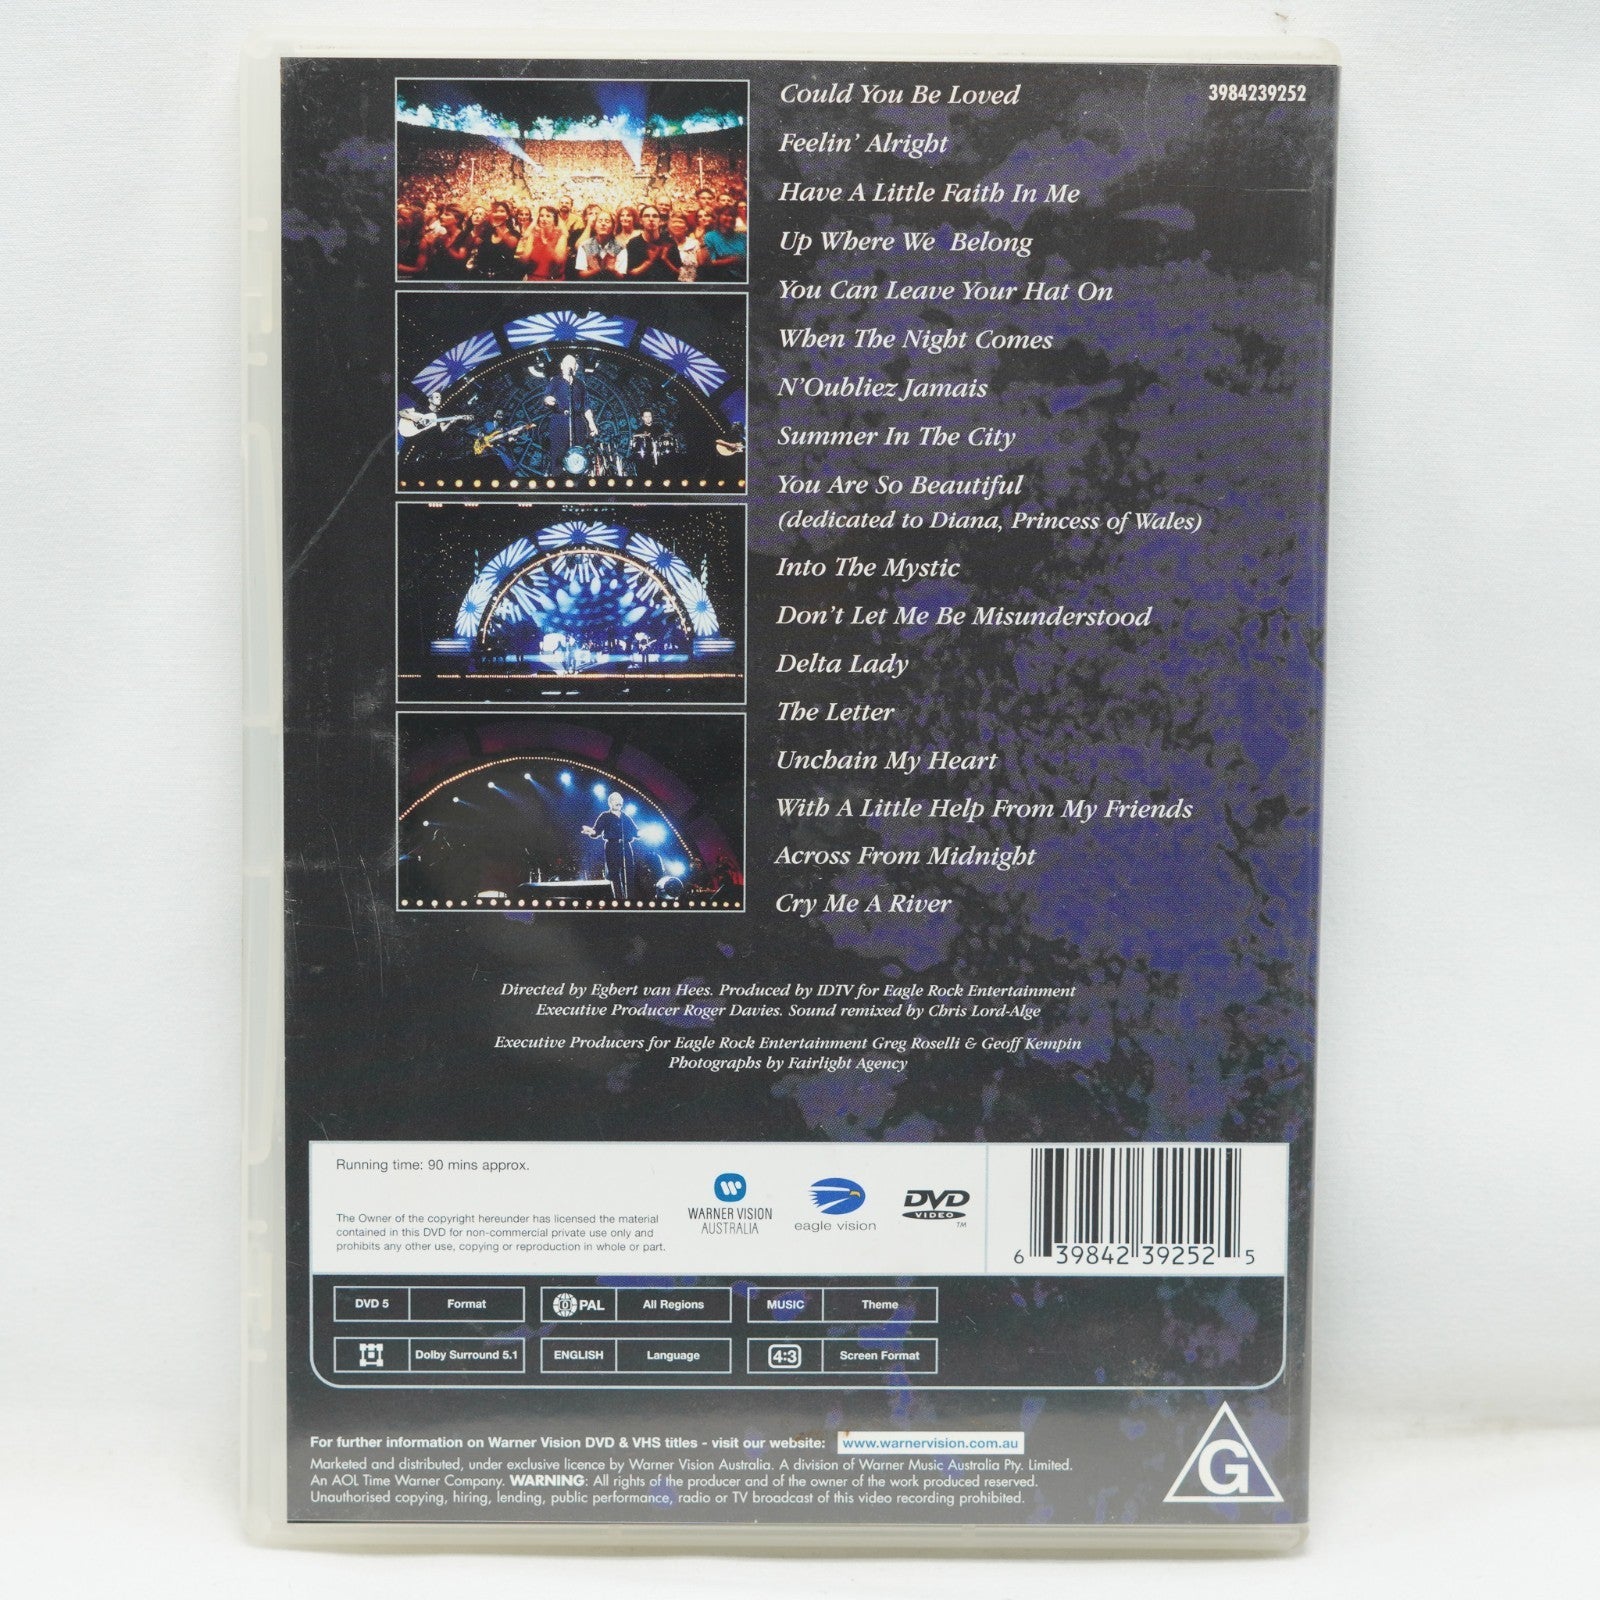 Could You Be Loved
3984239252
Feelin' Alright
Have A Little Faith In Me
Up Where We Belong
You Can Leave Your Hat On
When The Night Comes
N'Oubliez Jamais
Summer In The City
You Are So Beautiful
(dedicated to Diana, Princess of Wales)
Into The Mystic
Don't Let Me Be Misunderstood
Delta Lady
The Letter
Unchain My Heart
With A Little Help From My Friends
Across From Midnight
Cry Me A River
Directed by Egbert van Hees. Produced by IDTV for Eagle Rock Entertainment
Executive Producer Roger Davies. Sound remixed by Chris Lord-Alge
Executive Producers for Eagle Rock Entertainment Greg Roselli & Geoff Kempin
Photographs by Fairlight Agency
Running time: 90 mins approx.
The Owner of the copyright hereunder has licensed the material
contained in this DVD for non-commercial private use only and
prohibits any other use, copying or reproduction in whole or part.
WARNER VISION
AUSTRALIA
eagle vision
DVD
VIDEO
TM
6 39842 39252 5
DVD 5 Format
0 PAL All Regions
MUSIC Theme
Dolby Surround 5.1
ENGLISH Language
4:3 Screen Format
For further information on Warner Vision DVD & VHS titles - visit our website: www.warnervision.com.au
Marketed and distributed, under exclusive licence by Warner Vision Australia. A division of Warner Music Australia Pty. Limited.
An AOL Time Warner Company. WARNING: All rights of the producer and of the owner of the work produced reserved.
Unauthorised copying, hiring, lending, public performance, radio or TV broadcast of this video recording prohibited.
G